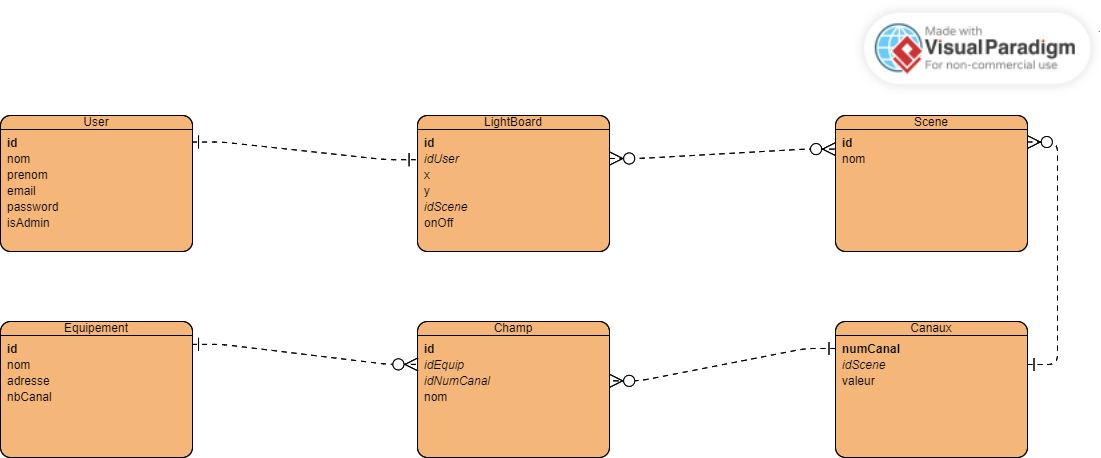 Made with
Visual Paradigm
For non-commercial use
User
id
nom
prenom
email
password
isAdmin
LightBoard
id
idUser
x
y
idScene
onOff
Scene
id
nom
Equipement
id
nom
adresse
nbCanal
Champ
id
idEquip
idNumCanal
nom
Canaux
numCanal
idScene
valeur